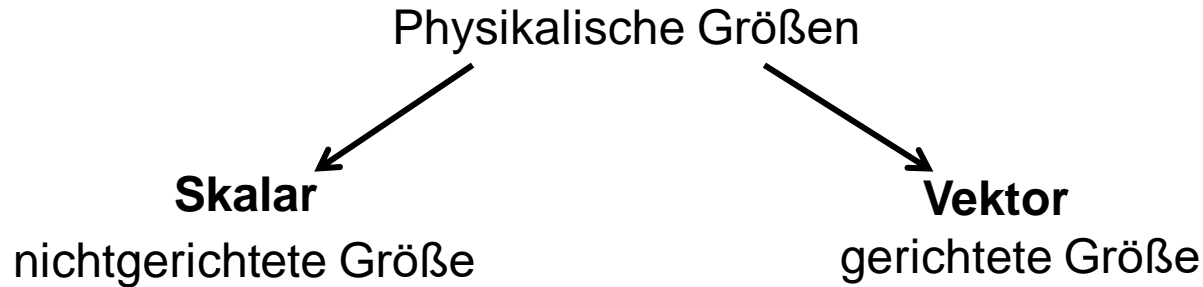 Physikalische Größen
Skalar
nichtgerichtete Größe
Vektor
gerichtete Größe